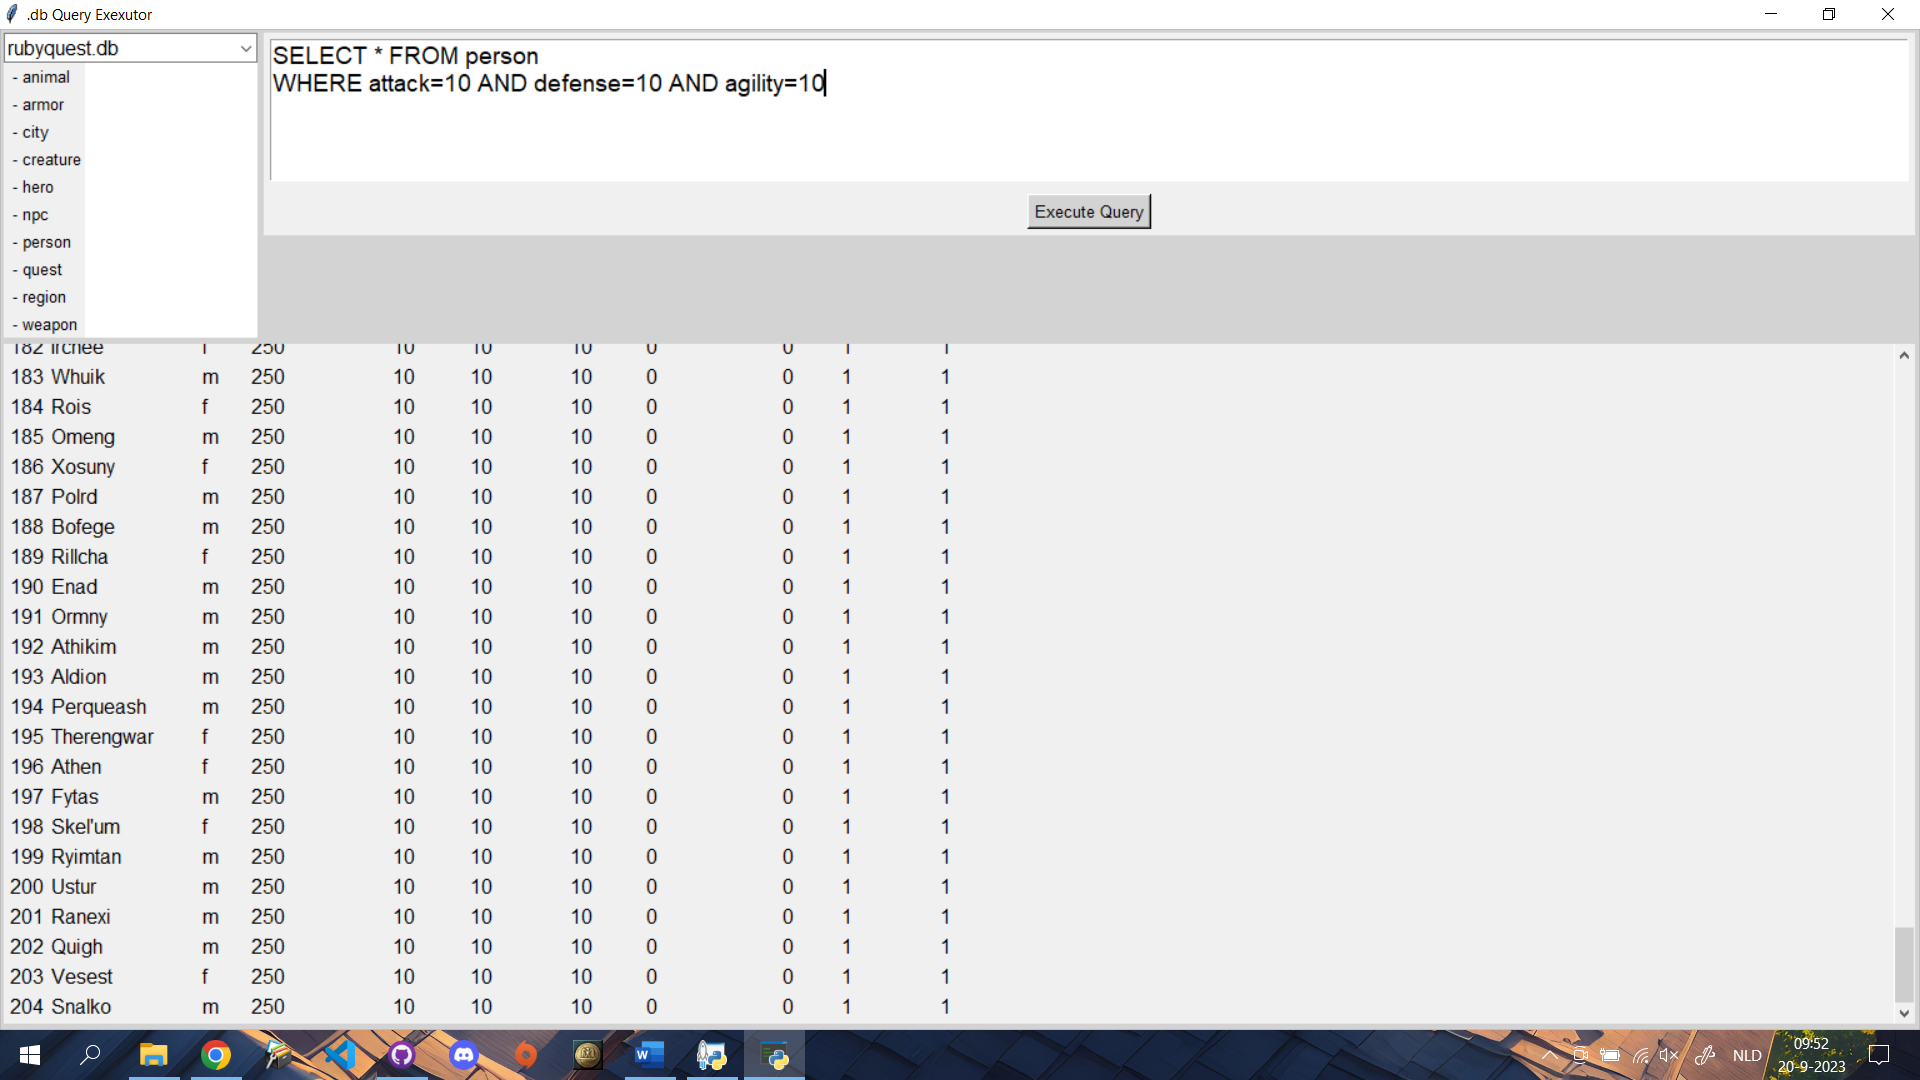 .db Query Exexutor
rubyquest.db
SELECT * FROM person
WHERE attack=10 AND defense=10 AND agility=10
- animal
- armor
- city
- creature
- hero
- npc
- person
- quest
- region
- weapon
Execute Query
182 Irchee f 250 10 10 10 0 0 1 1
183 Whuik m 250 10 10 10 0 0 1 1
184 Rois f 250 10 10 10 0 0 1 1
185 Omeng m 250 10 10 10 0 0 1 1
186 Xosuny f 250 10 10 10 0 0 1 1
187 Polrd m 250 10 10 10 0 0 1 1
188 Bofege m 250 10 10 10 0 0 1 1
189 Rillcha f 250 10 10 10 0 0 1 1
190 Enad m 250 10 10 10 0 0 1 1
191 Ormny m 250 10 10 10 0 0 1 1
192 Athikim m 250 10 10 10 0 0 1 1
193 Aldion m 250 10 10 10 0 0 1 1
194 Perqueash m 250 10 10 10 0 0 1 1
195 Therengwar f 250 10 10 10 0 0 1 1
196 Athen f 250 10 10 10 0 0 1 1
197 Fytas m 250 10 10 10 0 0 1 1
198 Skel'um f 250 10 10 10 0 0 1 1
199 Ryimtan m 250 10 10 10 0 0 1 1
200 Ustur m 250 10 10 10 0 0 1 1
201 Ranexi m 250 10 10 10 0 0 1 1
202 Quigh m 250 10 10 10 0 0 1 1
203 Vesest f 250 10 10 10 0 0 1 1
204 Snalko m 250 10 10 10 0 0 1 1
NLD
09:52
20-9-2023